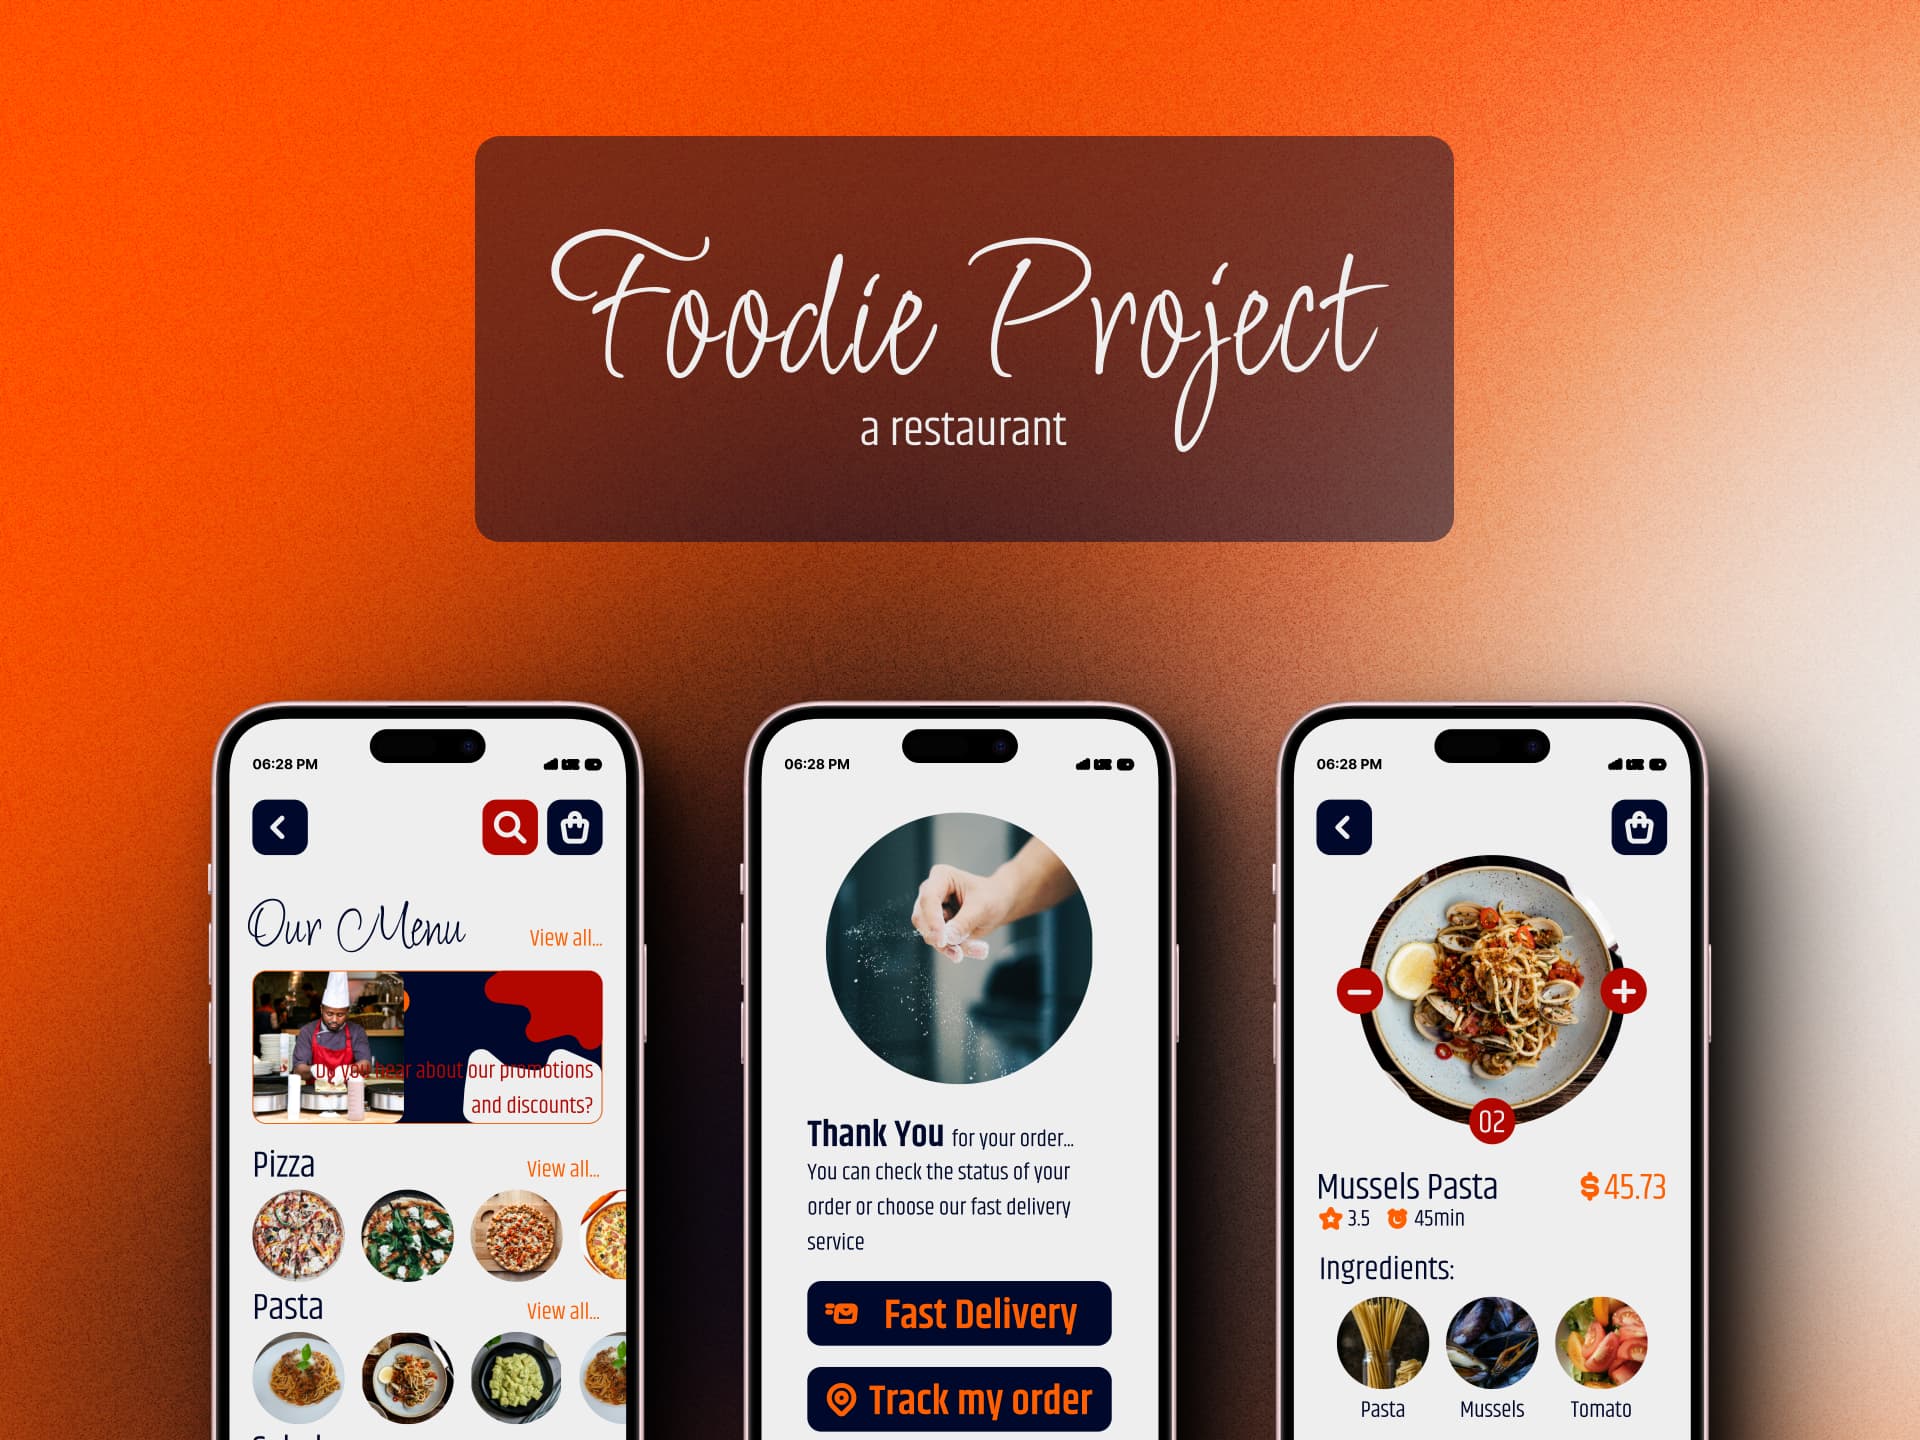 Foodie Project
a restaurant
06:28 PM
Our Menu
View all...
Do you hear about our promotions
and discounts?
Pizza
View all...
Pasta
View all...
06:28 PM
Thank You for your order...
You can check the status of your
order or choose our fast delivery
service
Fast Delivery
Track my order
06:28 PM
02
Mussels Pasta
$45.73
3.5
45min
Ingredients:
Pasta
Mussels
Tomato